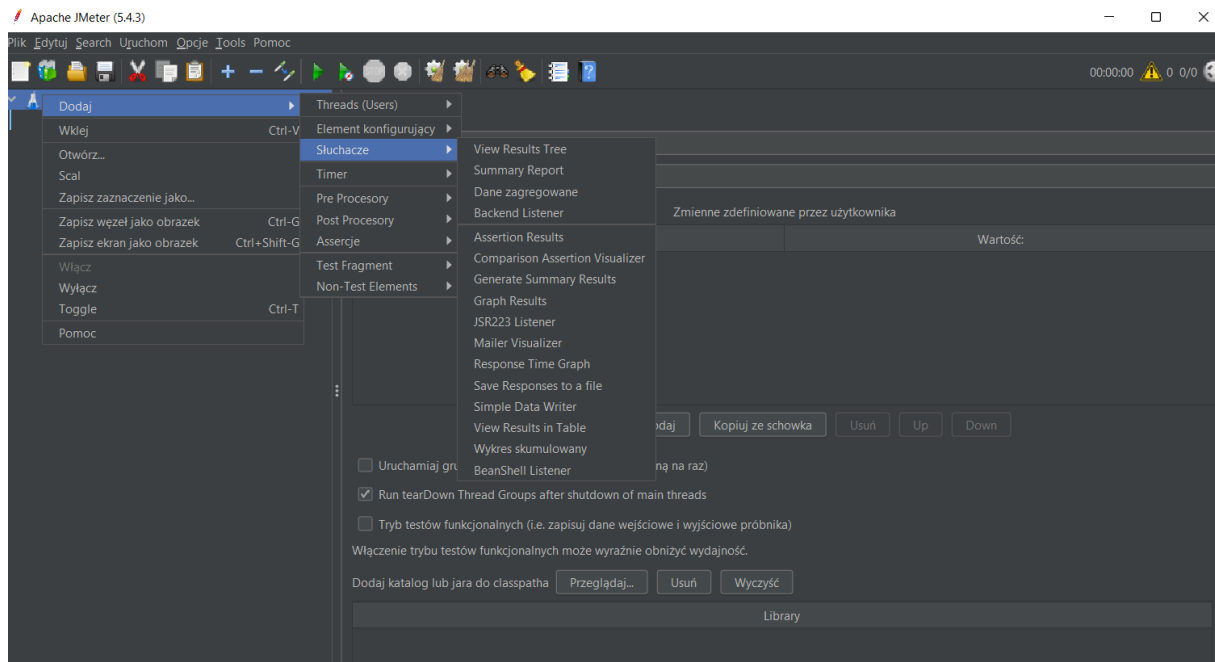 Apache JMeter (5.4.3)
Plik Edytuj Search Uruchom Opcje Tools Pomoc
00:00:00 0 0/0
Dodaj
Wklej Ctrl-V
Otwórz...
Scal
Zapisz zaznaczenie jako...
Zapisz węzeł jako obrazek Ctrl-G
Zapisz ekran jako obrazek Ctrl+Shift-G
Włącz
Wyłącz
Toggle Ctrl-T
Pomoc
Threads (Users)
Element konfigurujący
Słuchacze
Timer
Pre Procesory
Post Procesory
Assercje
Test Fragment
Non-Test Elements
View Results Tree
Summary Report
Dane zagregowane
Backend Listener
Assertion Results
Comparison Assertion Visualizer
Generate Summary Results
Graph Results
JSR223 Listener
Mailer Visualizer
Response Time Graph
Save Responses to a file
Simple Data Writer
View Results in Table
Wykres skumulowany
BeanShell Listener
Zmienne zdefiniowane przez użytkownika
Wartość:
odaj Kopiuj ze schowka Usuń Up Down
Uruchamiaj gru ną na raz)
Run tearDown Thread Groups after shutdown of main threads
Tryb testów funkcjonalnych (i.e. zapisuj dane wejściowe i wyjściowe próbnika)
Włączenie trybu testów funkcjonalnych może wyraźnie obniżyć wydajność.
Dodaj katalog lub jara do classpatha Przeglądaj... Usuń Wyczyść
Library